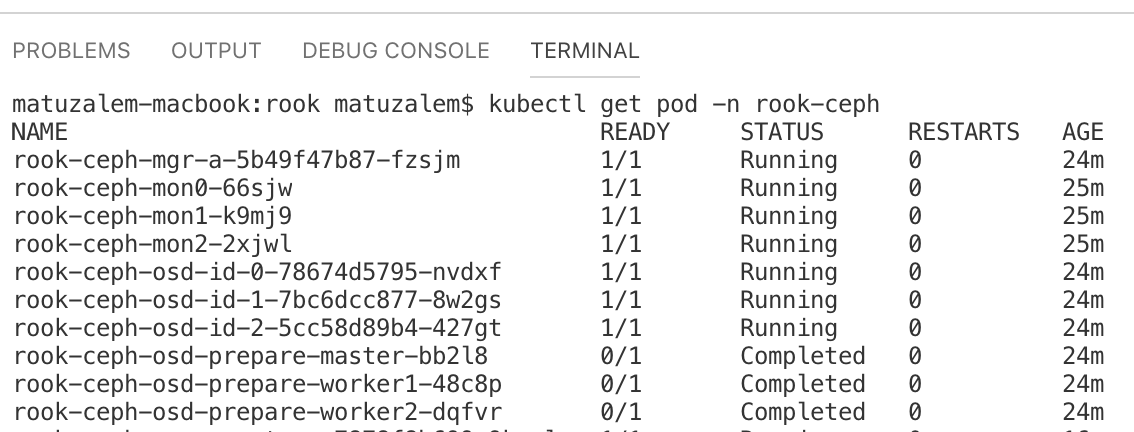 PROBLEMS OUTPUT DEBUG CONSOLE TERMINAL
matuzalem-macbook:rook matuzalem$ kubectl get pod -n rook-ceph
NAME READY STATUS RESTARTS AGE
rook-ceph-mgr-a-5b49f47b87-fzsjm 1/1 Running 0 24m
rook-ceph-mon0-66sjw 1/1 Running 0 25m
rook-ceph-mon1-k9mj9 1/1 Running 0 25m
rook-ceph-mon2-2xjwl 1/1 Running 0 25m
rook-ceph-osd-id-0-78674d5795-nvdxf 1/1 Running 0 24m
rook-ceph-osd-id-1-7bc6dcc877-8w2gs 1/1 Running 0 24m
rook-ceph-osd-id-2-5cc58d89b4-427gt 1/1 Running 0 24m
rook-ceph-osd-prepare-master-bb2l8 0/1 Completed 0 24m
rook-ceph-osd-prepare-worker1-48c8p 0/1 Completed 0 24m
rook-ceph-osd-prepare-worker2-dqfvr 0/1 Completed 0 24m